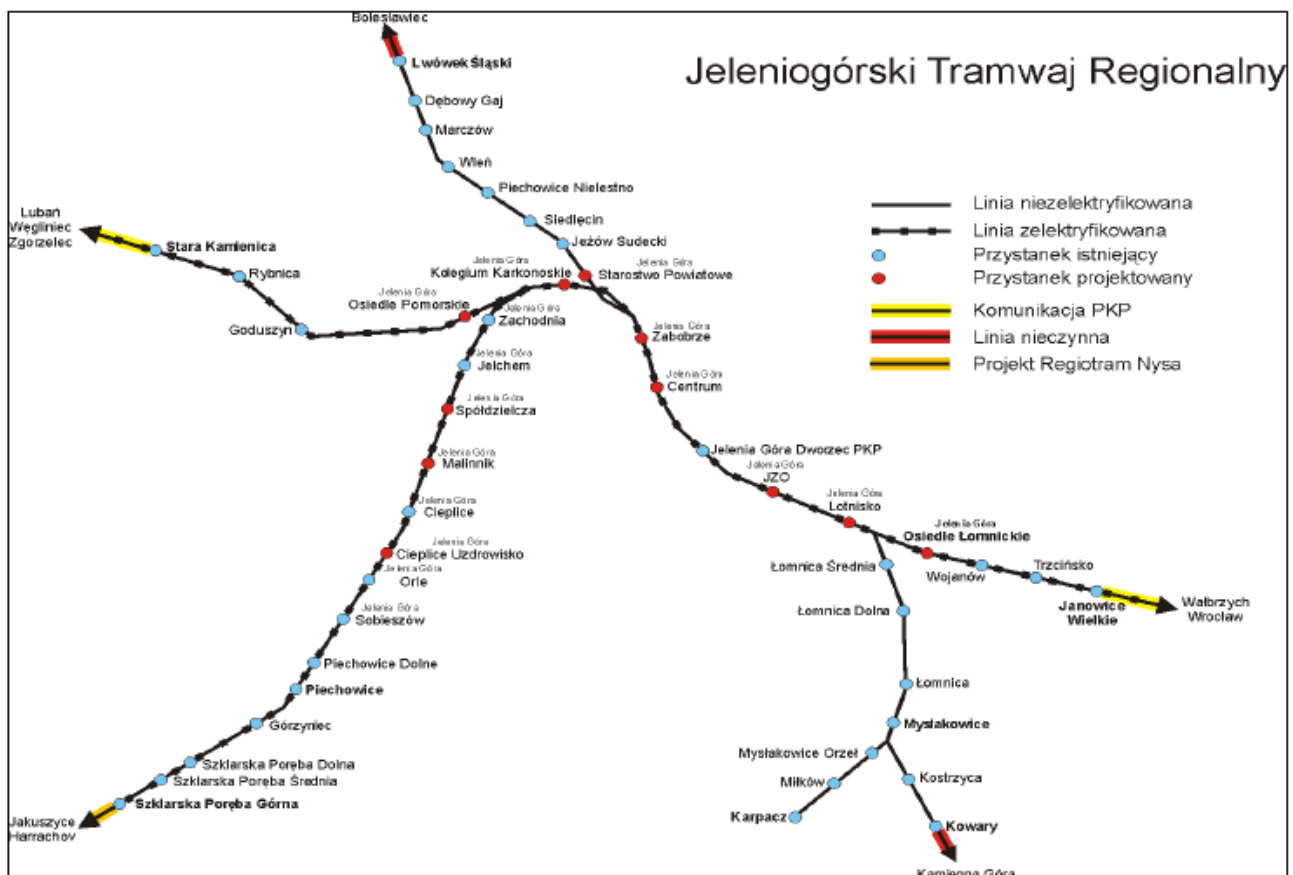 Jeleniogórski Tramwaj Regionalny
Bolesławiec
Lwówek Śląski
Dębowy Gaj
Marczów
Wleń
Piechowice Nielestno
Siedlęcin
Jeżów Sudecki
Jelenia Góra
Starostwo Powiatowe
Jelenia Góra
Kolegium Karkonoskie
Jelenia Góra
Osiedle Pomorskie
Jelenia Góra
Zachodnia
Lubań
Węgliniec
Zgorzelec
Stara Kamienica
Rybnica
Goduszyn
Linia niezelektryfikowana
Linia zelektryfikowana
Przystanek istniejący
Przystanek projektowany
Komunikacja PKP
Linia nieczynna
Projekt Regiotram Nysa
Jelenia Góra
Zabobrze
Jelenia Góra
Centrum
Jelenia Góra Dworzec PKP
Jelenia Góra
JZO
Jelenia Góra
Lotnisko
Jelenia Góra
Osiedle Łomnickie
Wojanów
Trzcińsko
Janowice
Wielkie
Wałbrzych
Wrocław
Jelenia Góra
Jelchem
Jelenia Góra
Spółdzielcza
Jelenia Góra
Malinnik
Jelenia Góra
Cieplice
Jelenia Góra
Cieplice Uzdrowisko
Jelenia Góra
Orle
Jelenia Góra
Sobieszów
Piechowice Dolne
Piechowice
Górzyniec
Szklarska Poręba Dolna
Szklarska Poręba Średnia
Szklarska Poręba Górna
Jakuszyce
Harrachov
Łomnica Średnia
Łomnica Dolna
Łomnica
Mysłakowice
Mysłakowice Orzeł
Miłków
Karpacz
Kostrzyca
Kowary
Kamienna Góra